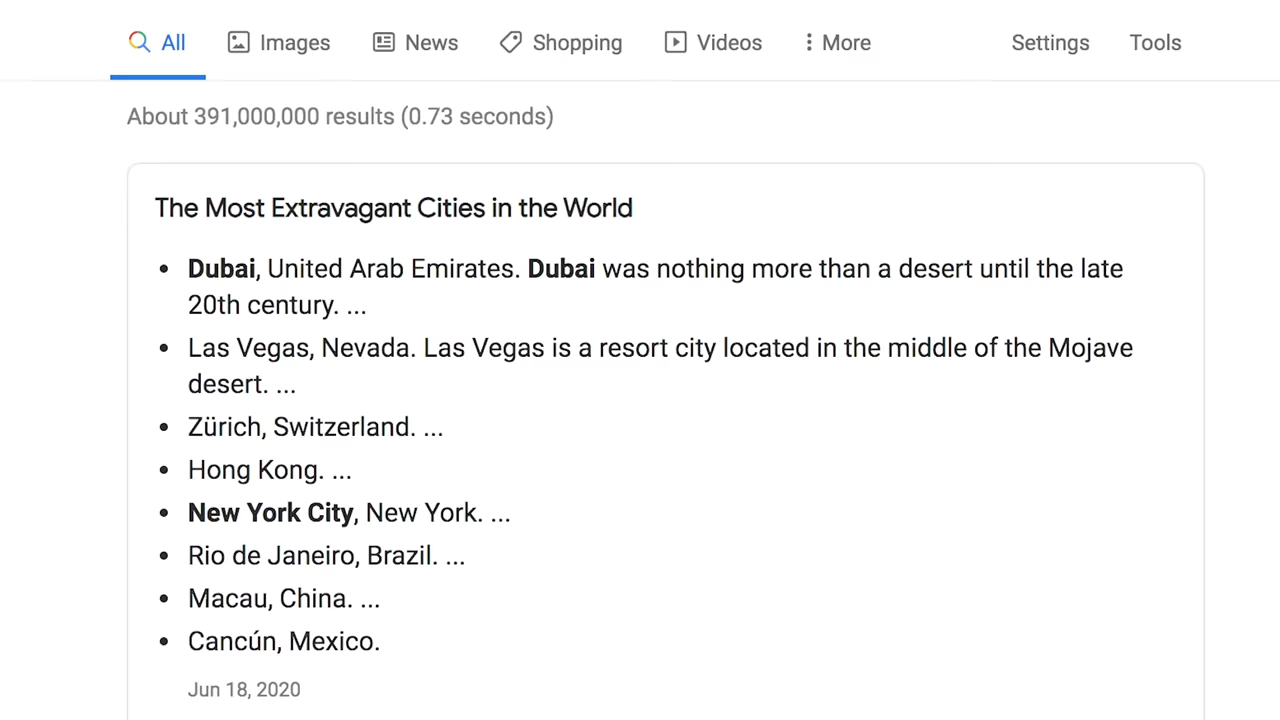 All Images News Shopping Videos More Settings Tools
About 391,000,000 results (0.73 seconds)
The Most Extravagant Cities in the World
• Dubai, United Arab Emirates. Dubai was nothing more than a desert until the late
20th century. ...
• Las Vegas, Nevada. Las Vegas is a resort city located in the middle of the Mojave
desert. ...
• Zürich, Switzerland. ...
• Hong Kong. ...
• New York City, New York. ...
• Rio de Janeiro, Brazil. ...
• Macau, China. ...
• Cancún, Mexico.
Jun 18, 2020